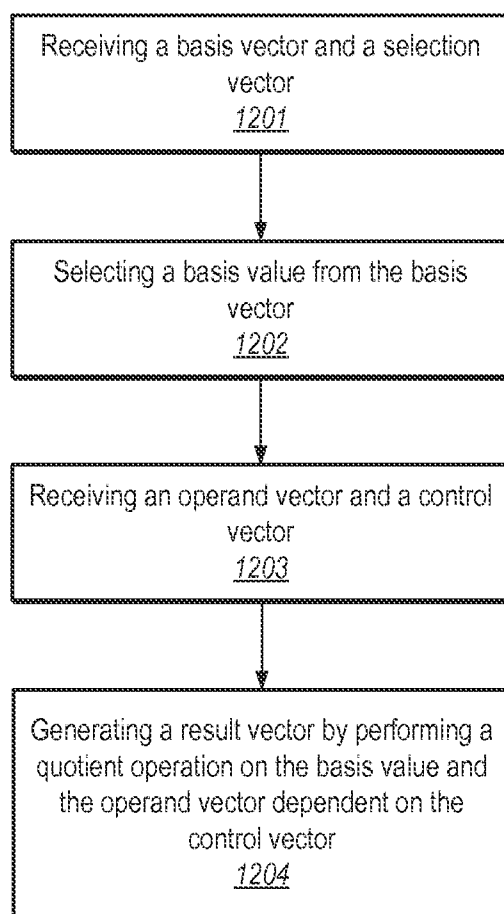 Receiving a basis vector and a selection
vector
1201
Selecting a basis value from the basis
vector
1202
Receiving an operand vector and a control
vector
1203
Generating a result vector by performing a
quotient operation on the basis value and
the operand vector dependent on the
control vector
1204